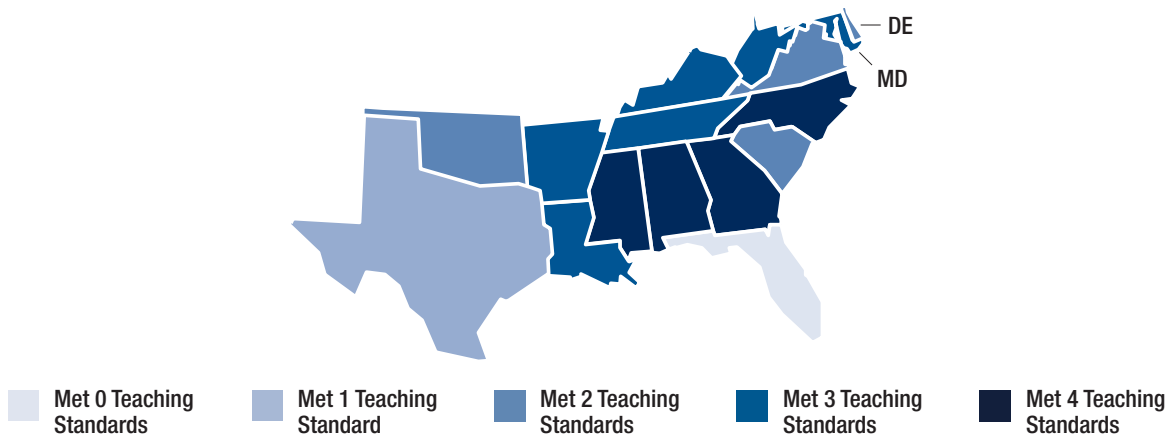 DE
MD
Met 0 Teaching
Standards
Met 1 Teaching
Standard
Met 2 Teaching
Standards
Met 3 Teaching
Standards
Met 4 Teaching
Standards